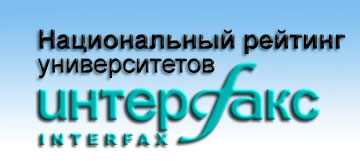 Национальный рейтинг
университетов
интерфакс
INTERFAX